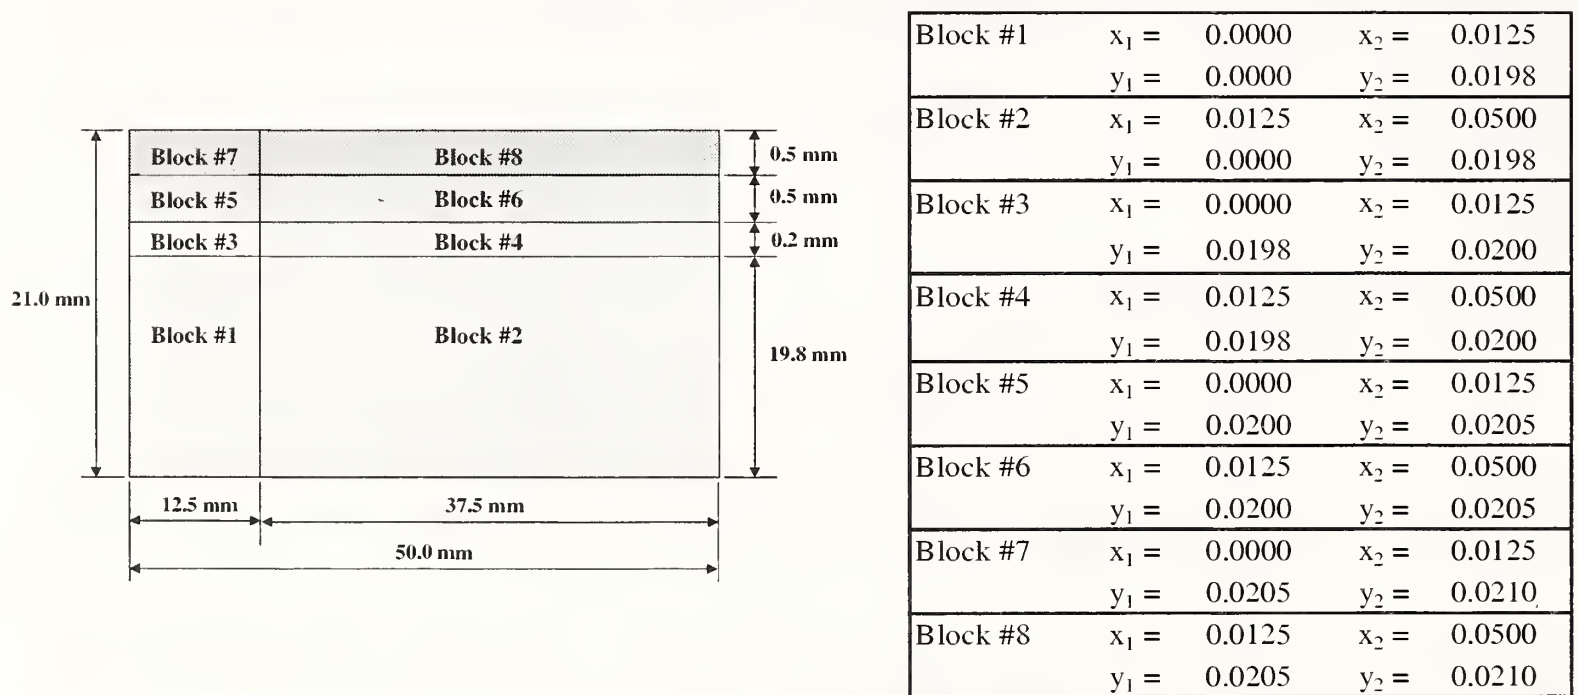 Block #7 Block #8 0.5 mm
Block #5 Block #6 0.5 mm
Block #3 Block #4 0.2 mm
21.0 mm
Block #1 Block #2
19.8 mm
12.5 mm 37.5 mm
50.0 mm
Block #1 x₁ = 0.0000 x₂ = 0.0125
y₁ = 0.0000 y₂ = 0.0198
Block #2 x₁ = 0.0125 x₂ = 0.0500
y₁ = 0.0000 y₂ = 0.0198
Block #3 x₁ = 0.0000 x₂ = 0.0125
y₁ = 0.0198 y₂ = 0.0200
Block #4 x₁ = 0.0125 x₂ = 0.0500
y₁ = 0.0198 y₂ = 0.0200
Block #5 x₁ = 0.0000 x₂ = 0.0125
y₁ = 0.0200 y₂ = 0.0205
Block #6 x₁ = 0.0125 x₂ = 0.0500
y₁ = 0.0200 y₂ = 0.0205
Block #7 x₁ = 0.0000 x₂ = 0.0125
y₁ = 0.0205 y₂ = 0.0210
Block #8 x₁ = 0.0125 x₂ = 0.0500
y₁ = 0.0205 y₂ = 0.0210